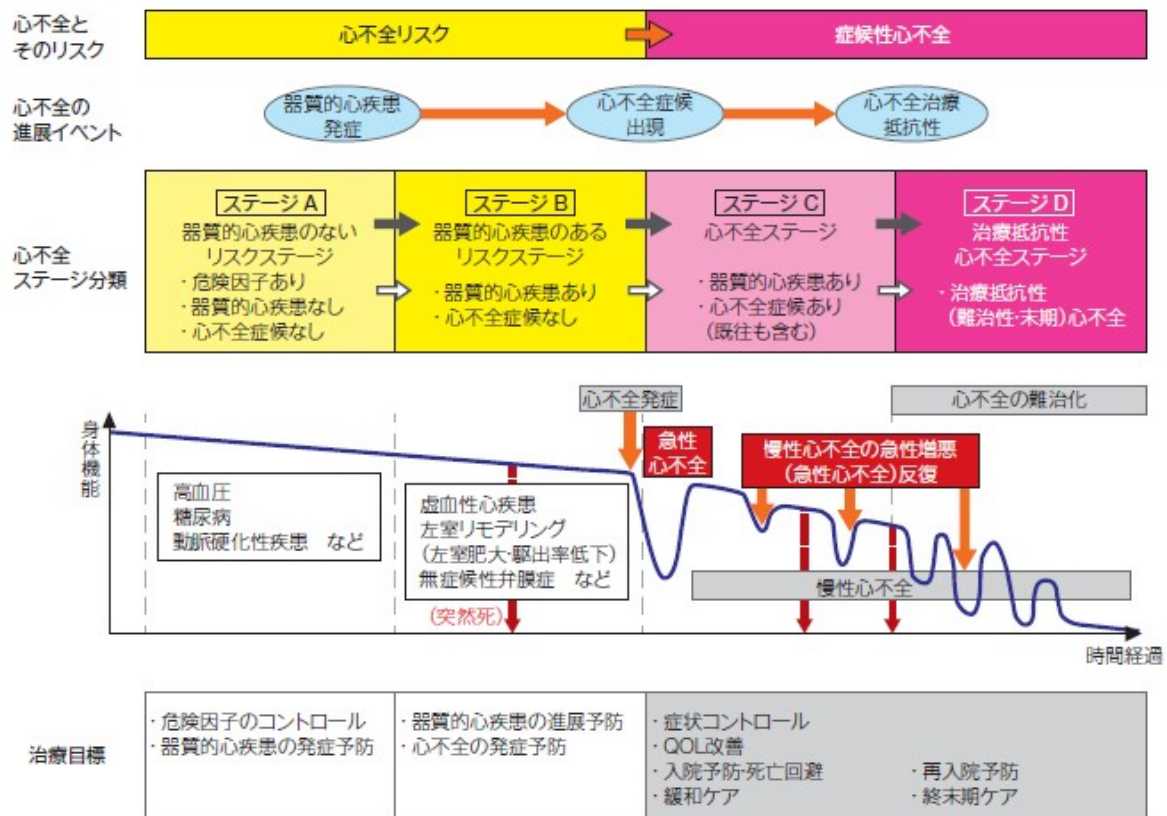 心不全と
そのリスク
心不全リスク
症候性心不全
心不全の
進展イベント
器質的心疾患
発症
心不全症候
出現
心不全治療
抵抗性
心不全
ステージ分類
ステージ A
器質的心疾患のない
リスクステージ
・危険因子あり
・器質的心疾患なし
・心不全症候なし
ステージ B
器質的心疾患のある
リスクステージ
・器質的心疾患あり
・心不全症候なし
ステージ C
心不全ステージ
・器質的心疾患あり
・心不全症候あり
(既往も含む)
ステージ D
治療抵抗性
心不全ステージ
・治療抵抗性
(難治性・末期)心不全
身体機能
心不全発症
心不全の難治化
急性
心不全
慢性心不全の急性増悪
(急性心不全)反復
高血圧
糖尿病
動脈硬化性疾患 など
虚血性心疾患
左室リモデリング
(左室肥大・駆出率低下)
無症候性弁膜症 など
(突然死)
慢性心不全
時間経過
治療目標
・危険因子のコントロール
・器質的心疾患の発症予防
・器質的心疾患の進展予防
・心不全の発症予防
・症状コントロール
・QOL改善
・入院予防・死亡回避
・緩和ケア
・再入院予防
・終末期ケア